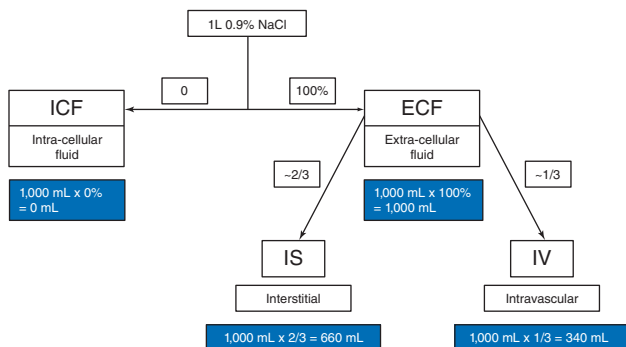 1L 0.9% NaCl
0
100%
ICF
Intra-cellular
fluid
ECF
Extra-cellular
fluid
1,000 mL x 0%
= 0 mL
1,000 mL x 100%
= 1,000 mL
~2/3
~1/3
IS
IV
Interstitial
Intravascular
1,000 mL x 2/3 = 660 mL
1,000 mL x 1/3 = 340 mL